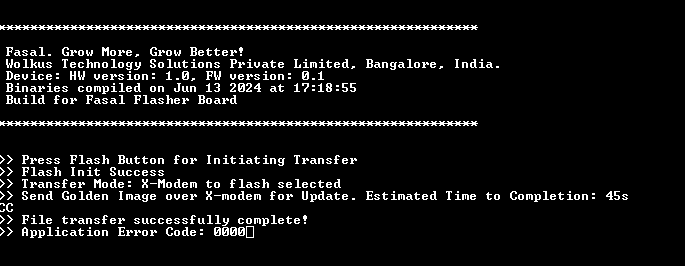 ****************************************************************
Fasal. Grow More, Grow Better!
Wolkus Technology Solutions Private Limited, Bangalore, India.
Device: HW version: 1.0, FW version: 0.1
Binaries compiled on Jun 13 2024 at 17:18:55
Build for Fasal Flasher Board
****************************************************************
>> Press Flash Button for Initiating Transfer
>> Flash Init Success
>> Transfer Mode: X-Modem to flash selected
>> Send Golden Image over X-modem for Update. Estimated Time to Completion: 45s
CC
>> File transfer successfully complete!
>> Application Error Code: 0000